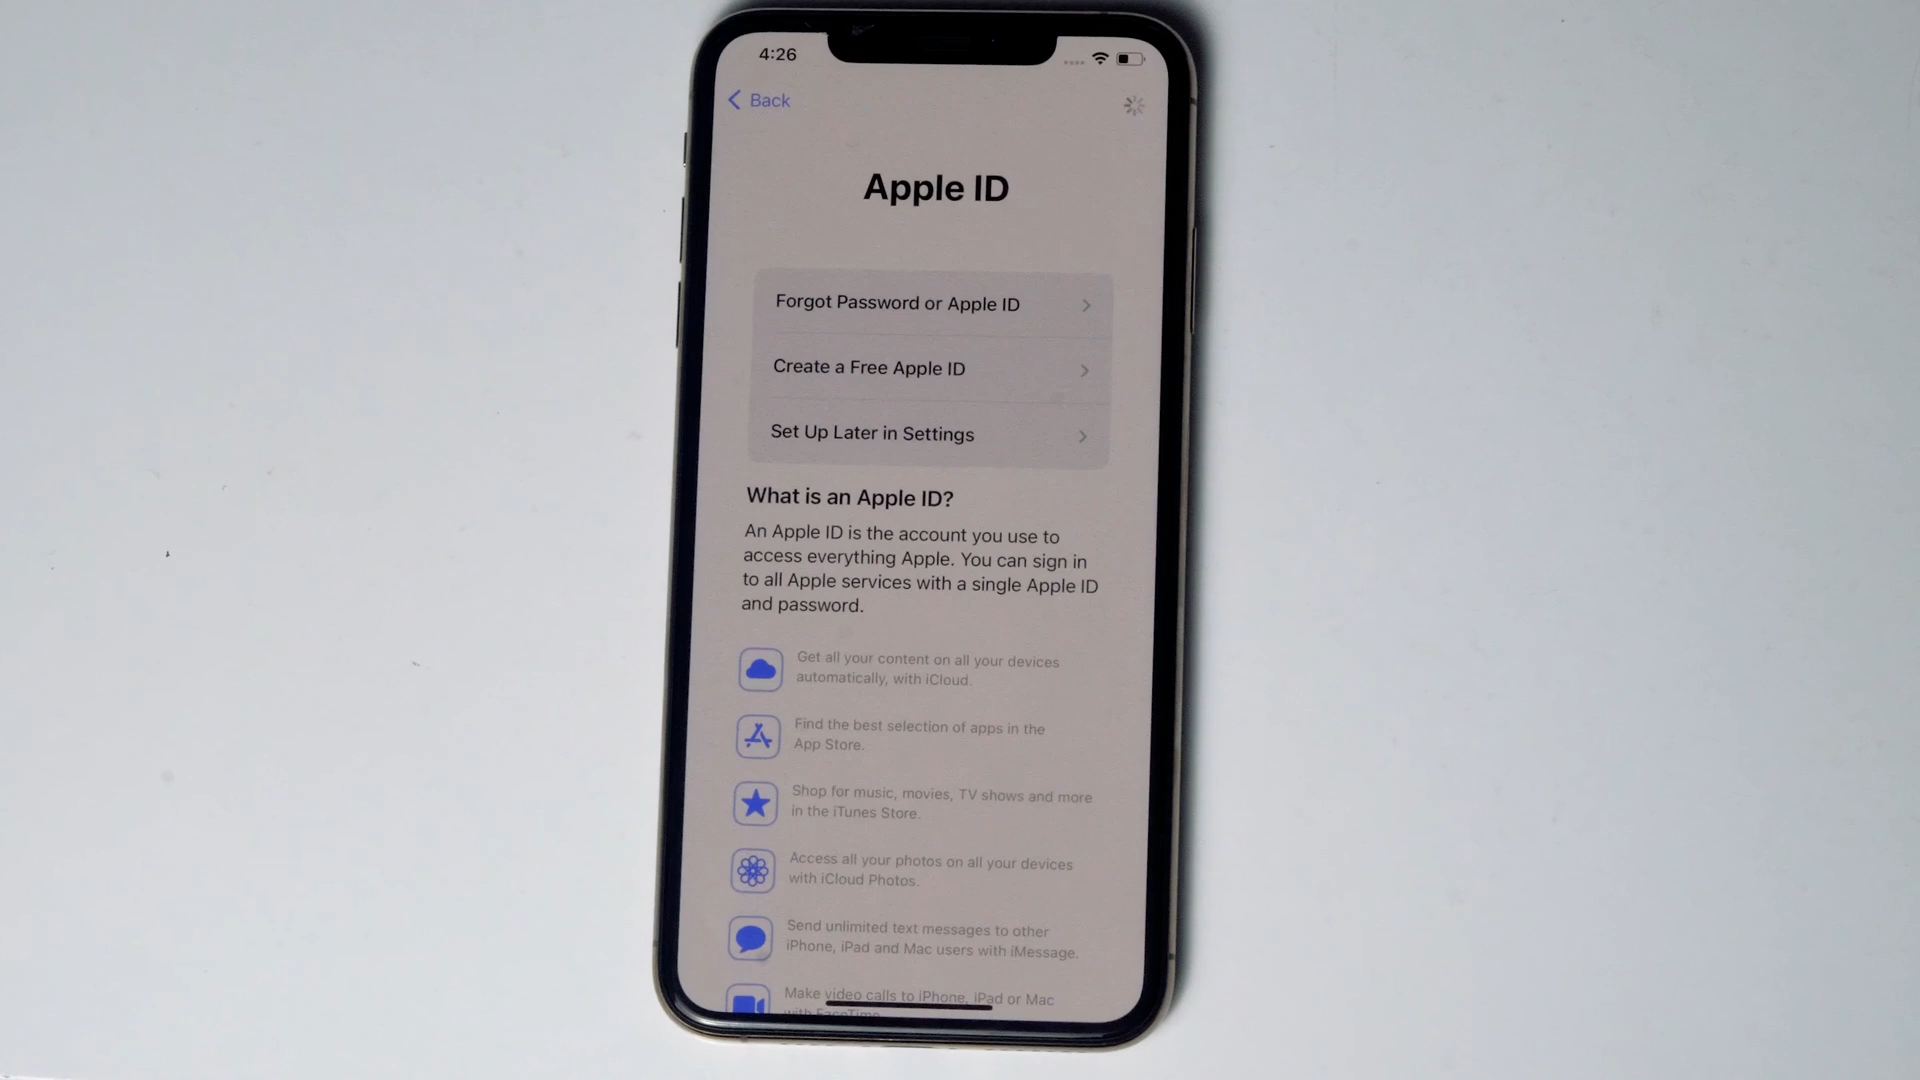 4:26
Back
Apple ID
Forgot Password or Apple ID
Create a Free Apple ID
Set Up Later in Settings
What is an Apple ID?
An Apple ID is the account you use to
access everything Apple. You can sign in
to all Apple services with a single Apple ID
and password.
Get all your content on all your devices
automatically, with iCloud.
Find the best selection of apps in the
App Store.
Shop for music, movies, TV shows and more
in the iTunes Store.
Access all your photos on all your devices
with iCloud Photos.
Send unlimited text messages to other
iPhone, iPad and Mac users with iMessage.
Make video calls to iPhone, iPad or Mac
with FaceTime.